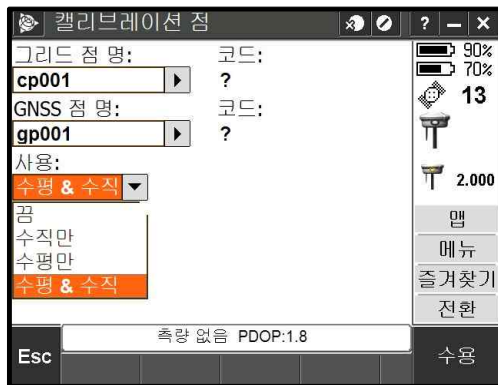 캘리브레이션 점
? – ×
그리드 점 명: 코드:
cp001 ?
GNSS 점 명: 코드:
gp001 ?
사용:
수평 & 수직
끔
수직만
수평만
수평 & 수직
90%
70%
13
2.000
맵
메뉴
즐겨찾기
전환
측량 없음 PDOP:1.8
Esc
수용